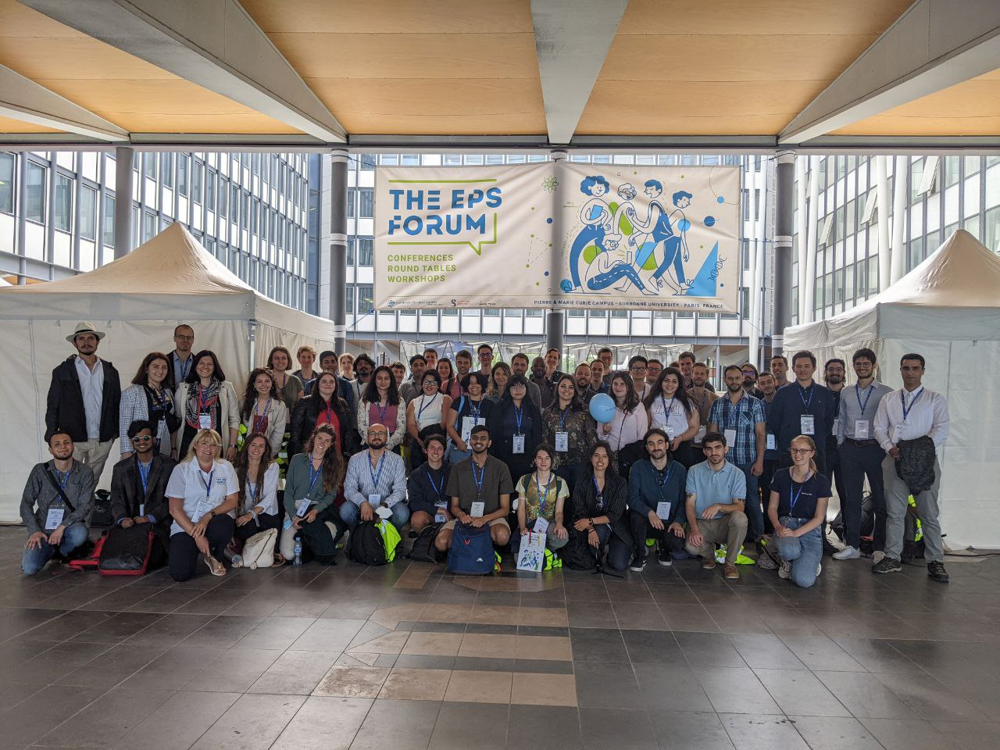 THE EPS
FORUM
CONFERENCES
ROUND TABLES
WORKSHOPS
PIERRE & MARIE CURIE CAMPUS - SORBONNE UNIVERSITY - PARIS, FRANCE